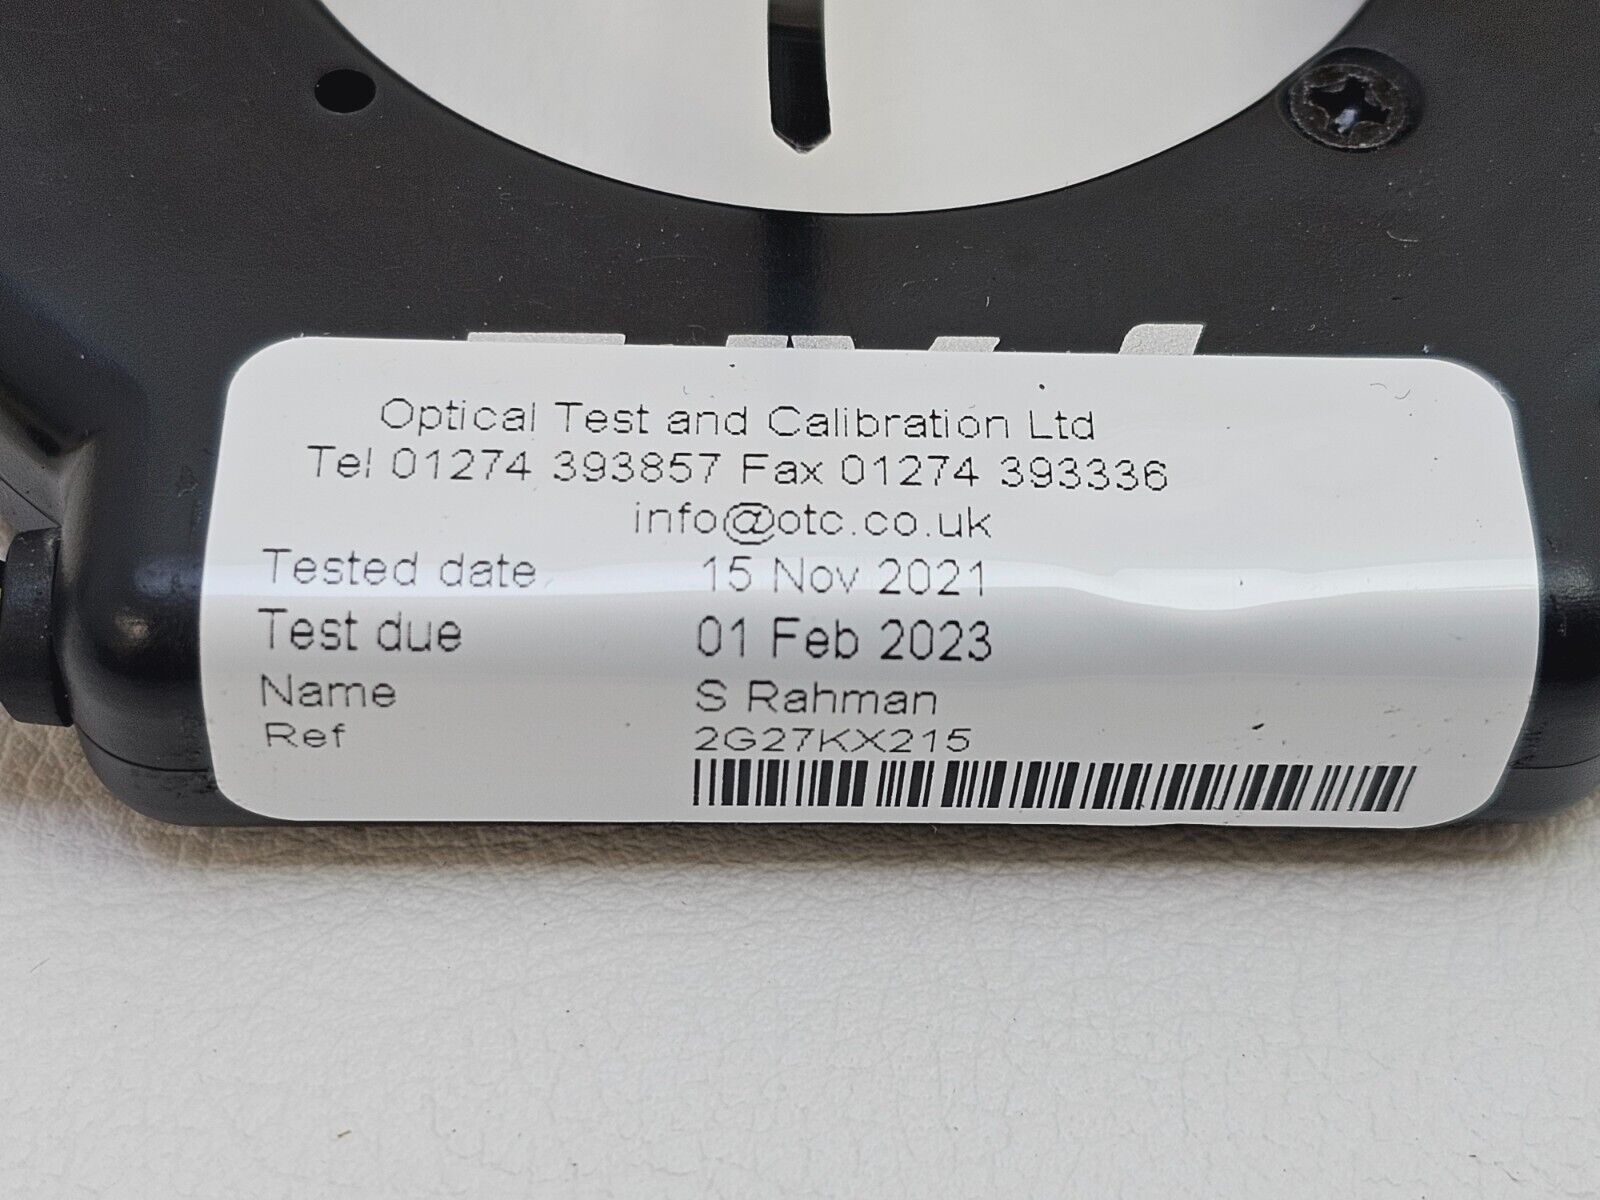 Optical Test and Calibration Ltd
Tel 01274 393857 Fax 01274 393336
info@otc.co.uk
Tested date 15 Nov 2021
Test due 01 Feb 2023
Name S Rahman
Ref 2G27KX215